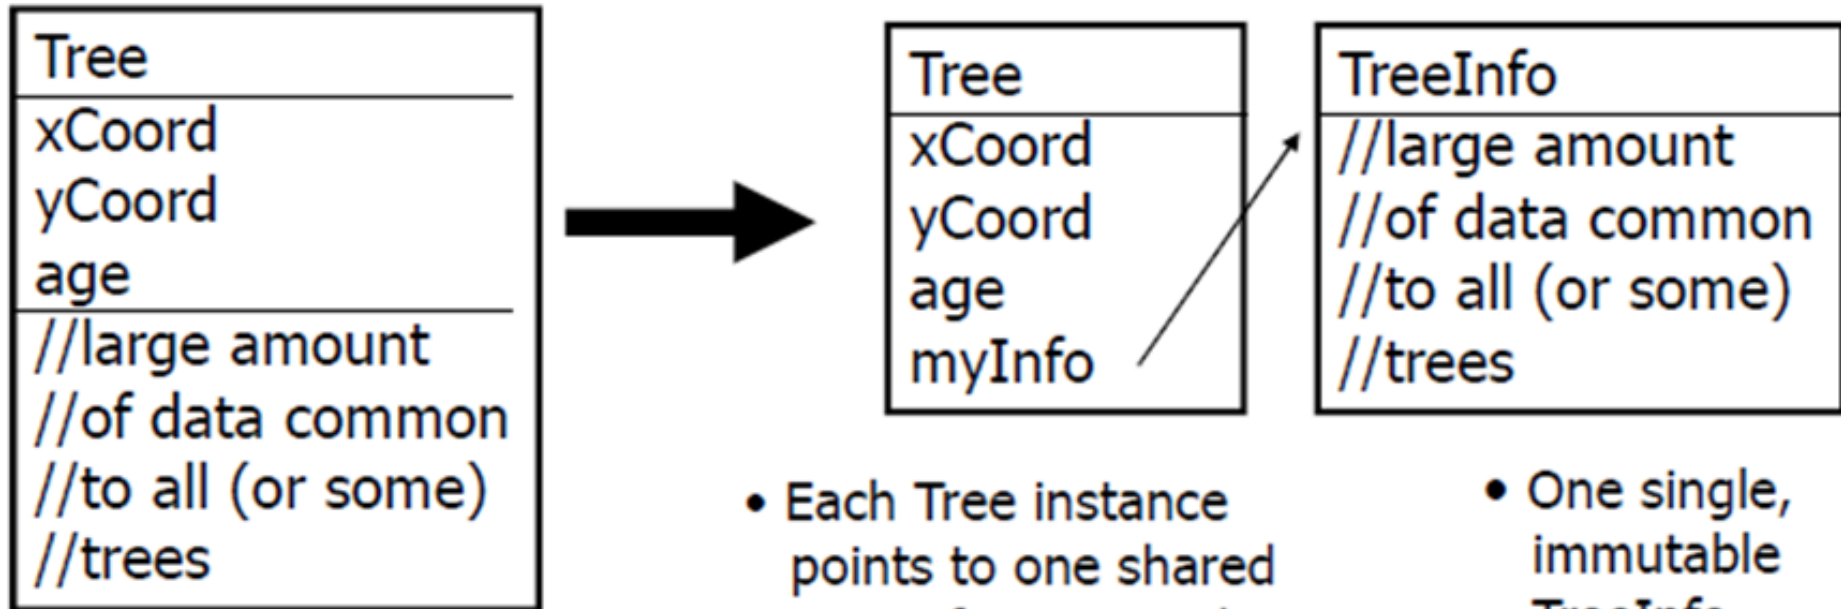 Tree
xCoord
yCoord
age
//large amount
//of data common
//to all (or some)
//trees
Tree
xCoord
yCoord
age
myInfo
TreeInfo
//large amount
//of data common
//to all (or some)
//trees
• Each Tree instance
points to one shared
• One single,
immutable
TreeInfo